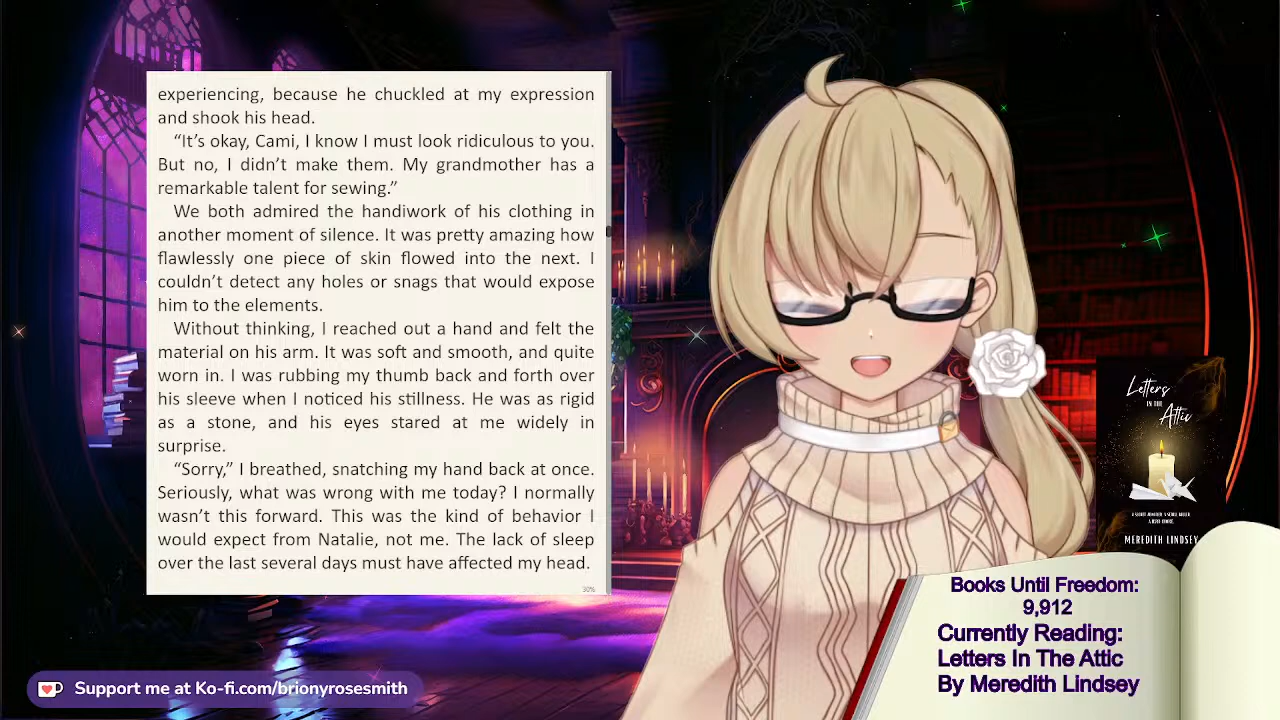 experiencing, because he chuckled at my expression
and shook his head.
“It’s okay, Cami, I know I must look ridiculous to you.
But no, I didn’t make them. My grandmother has a
remarkable talent for sewing.”
We both admired the handiwork of his clothing in
another moment of silence. It was pretty amazing how
flawlessly one piece of skin flowed into the next. I
couldn’t detect any holes or snags that would expose
him to the elements.
Without thinking, I reached out a hand and felt the
material on his arm. It was soft and smooth, and quite
worn in. I was rubbing my thumb back and forth over
his sleeve when I noticed his stillness. He was as rigid
as a stone, and his eyes stared at me widely in
surprise.
“Sorry,” I breathed, snatching my hand back at once.
Seriously, what was wrong with me today? I normally
wasn’t this forward. This was the kind of behavior I
would expect from Natalie, not me. The lack of sleep
over the last several days must have affected my head.
30%
Letters
IN THE
Attic
MEREDITH LINDSEY
Books Until Freedom:
9,912
Currently Reading:
Letters In The Attic
By Meredith Lindsey
Support me at Ko-fi.com/brionyrosesmith